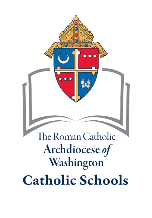 The Roman Catholic
Archdiocese of
Washington
Catholic Schools